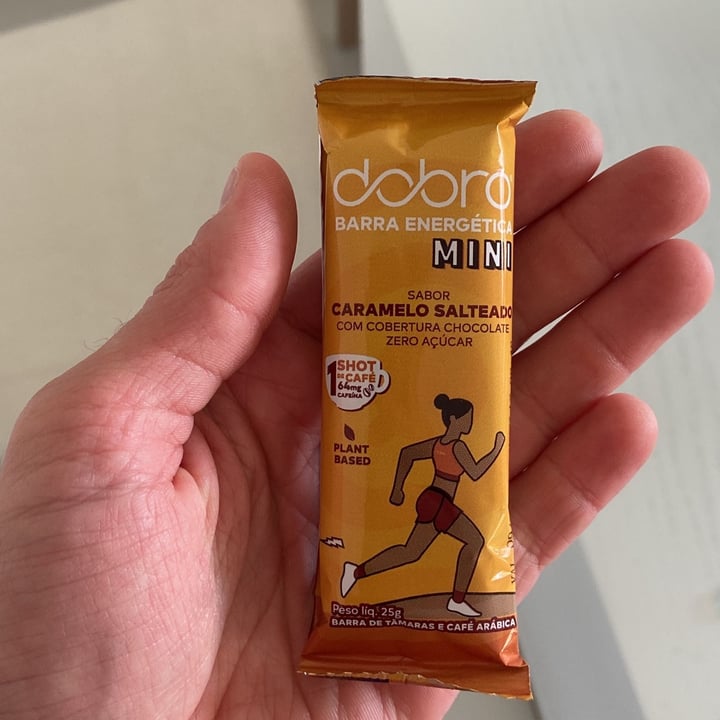 dobro
BARRA ENERGÉTICA
MINI
SABOR
CARAMELO SALTEADO
COM COBERTURA CHOCOLATE
ZERO AÇÚCAR
1 SHOT
DE CAFÉ
64mg
CAFEÍNA
PLANT
BASED
Peso líq. 25g
BARRA DE TÂMARAS E CAFÉ ARÁBICA